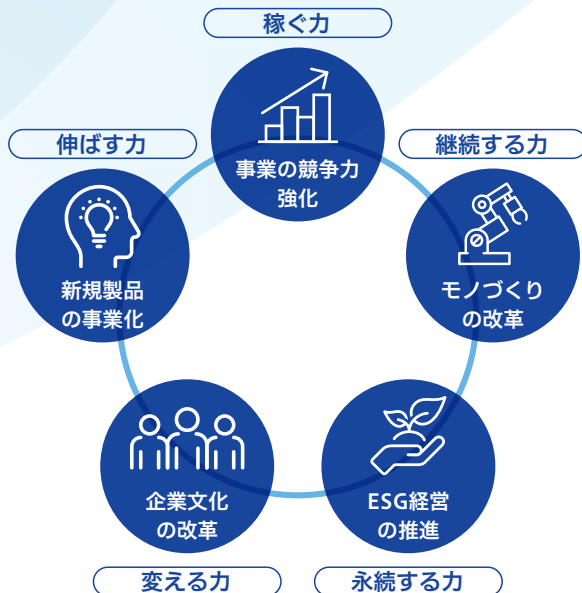 稼ぐ力
事業の競争力
強化
伸ばす力
新規製品
の事業化
継続する力
モノづくり
の改革
企業文化
の改革
変える力
ESG経営
の推進
永続する力